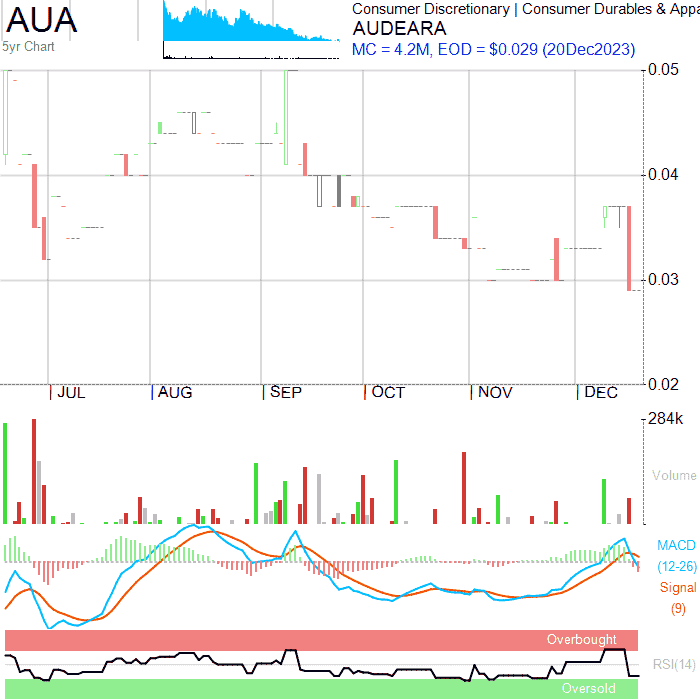 AUA
5yr Chart
Consumer Discretionary | Consumer Durables & Appa
AUDEARA
MC = 4.2M, EOD = $0.029 (20Dec2023)
0.05
0.04
0.03
0.02
JUL AUG SEP OCT NOV DEC
284k
Volume
MACD
(12-26)
Signal
(9)
Overbought
RSI(14)
Oversold